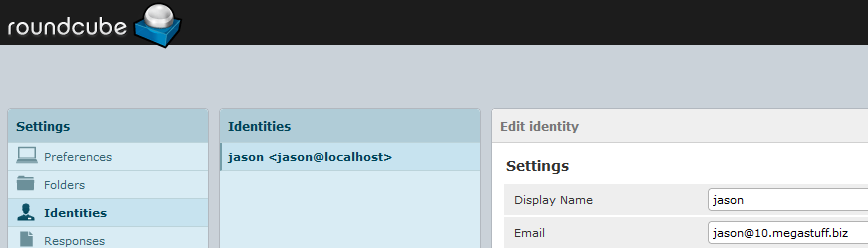 roundcube
Settings
Preferences
Folders
Identities
Responses
Identities
jason <jason@localhost>
Edit identity
Settings
Display Name jason
Email jason@10.megastuff.biz